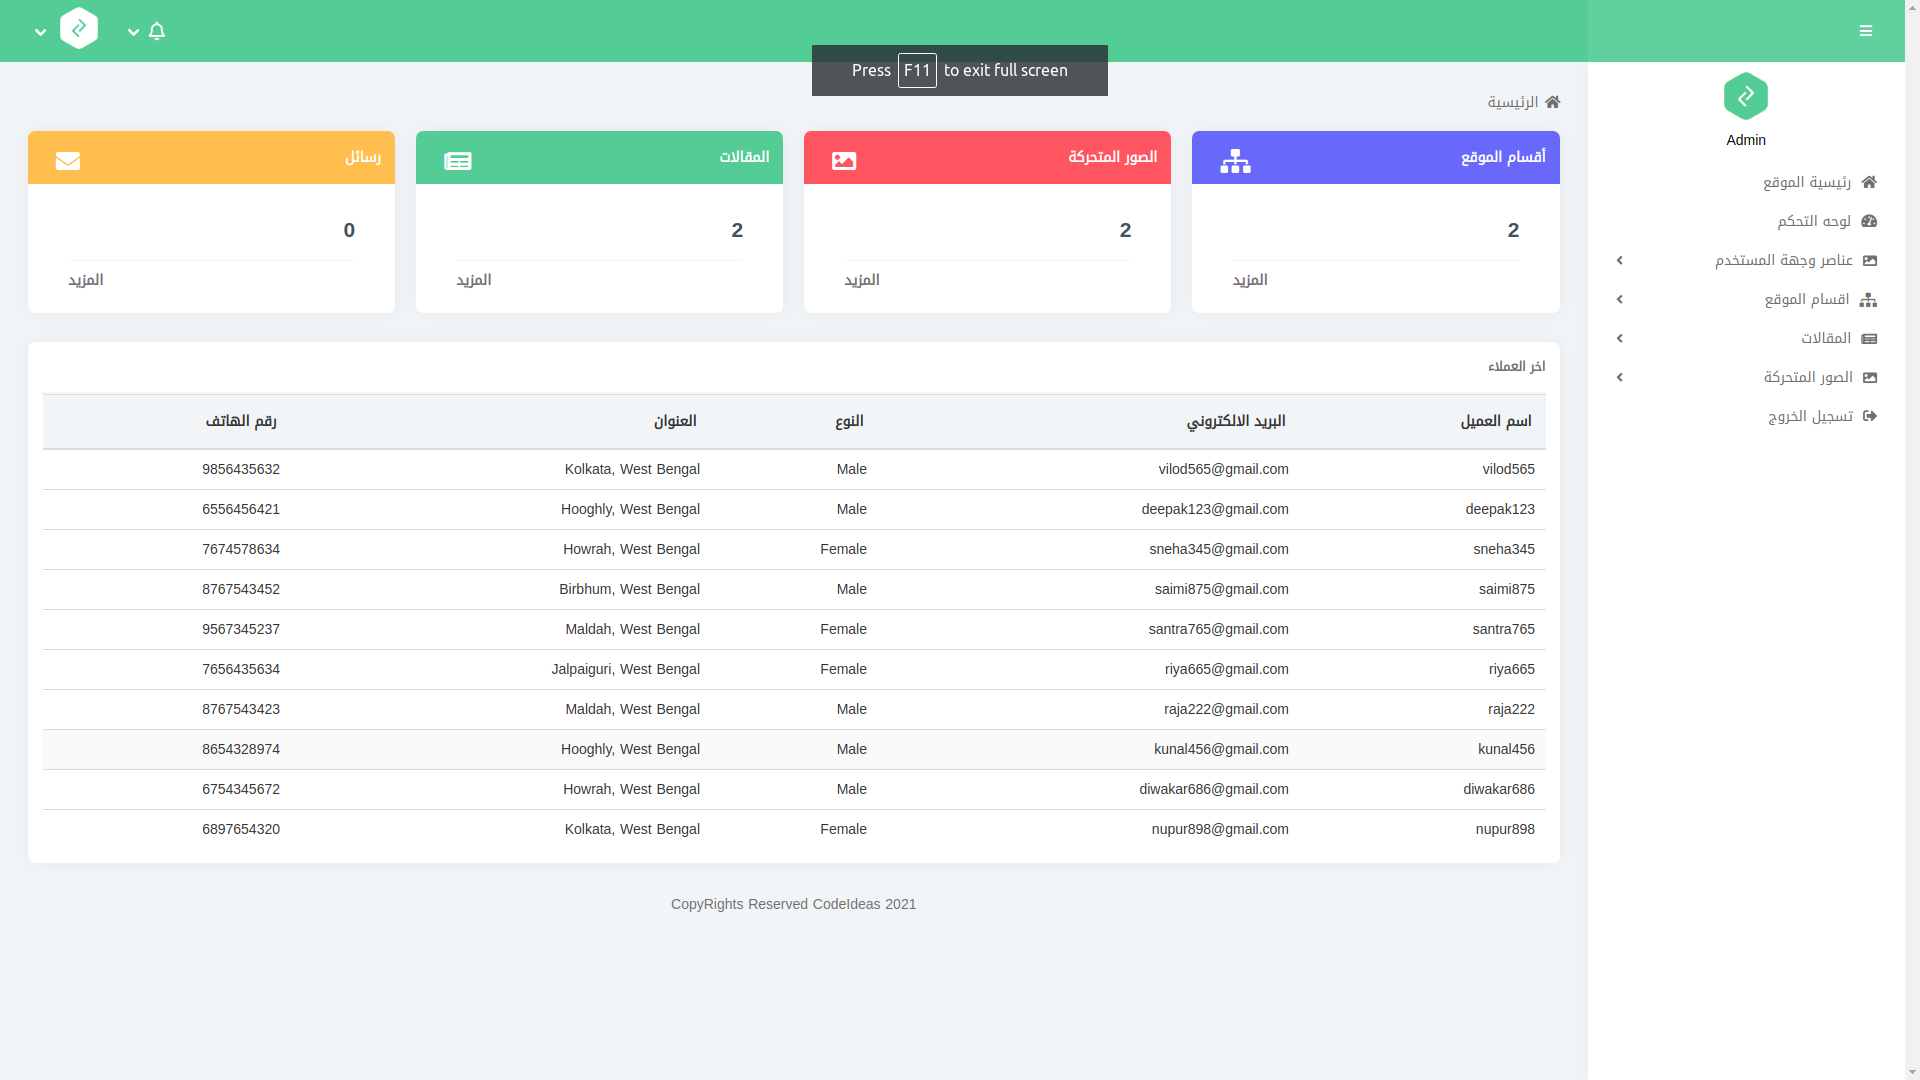 Press F11 to exit full screen
Admin
رئيسية الموقع
لوحه التحكم
عناصر وجهة المستخدم
اقسام الموقع
المقالات
الصور المتحركة
تسجيل الخروج
الرئيسية
أقسام الموقع
2
المزيد
الصور المتحركة
2
المزيد
المقالات
2
المزيد
رسائل
0
المزيد
اخر العملاء
اسم العميل البريد الالكتروني النوع العنوان رقم الهاتف
vilod565 vilod565@gmail.com Male Kolkata, West Bengal 9856435632
deepak123 deepak123@gmail.com Male Hooghly, West Bengal 6556456421
sneha345 sneha345@gmail.com Female Howrah, West Bengal 7674578634
saimi875 saimi875@gmail.com Male Birbhum, West Bengal 8767543452
santra765 santra765@gmail.com Female Maldah, West Bengal 9567345237
riya665 riya665@gmail.com Female Jalpaiguri, West Bengal 7656435634
raja222 raja222@gmail.com Male Maldah, West Bengal 8767543423
kunal456 kunal456@gmail.com Male Hooghly, West Bengal 8654328974
diwakar686 diwakar686@gmail.com Male Howrah, West Bengal 6754345672
nupur898 nupur898@gmail.com Female Kolkata, West Bengal 6897654320
CopyRights Reserved CodeIdeas 2021